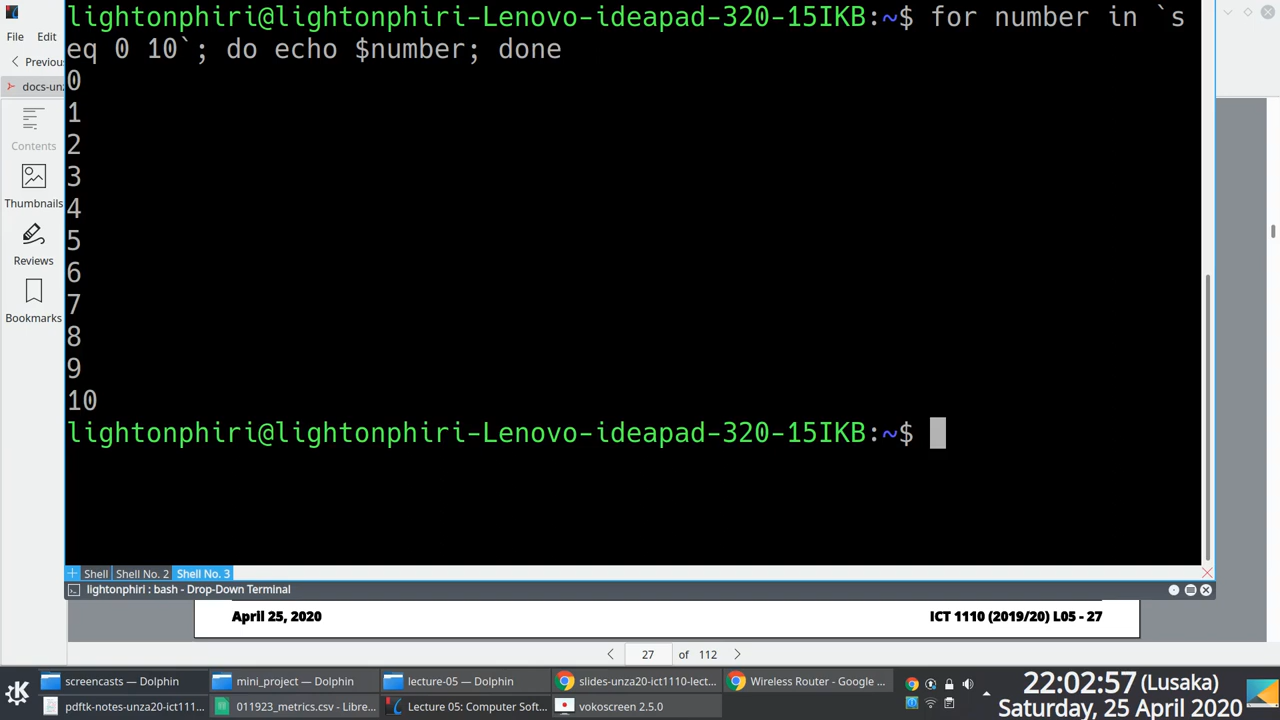 lightonphiri@lightonphiri-Lenovo-ideapad-320-15IKB:~$ for number in `s
eq 0 10`; do echo $number; done
0
1
2
3
4
5
6
7
8
9
10
lightonphiri@lightonphiri-Lenovo-ideapad-320-15IKB:~$
File Edit
Previou
docs-unz
Contents
Thumbnails
Reviews
Bookmarks
Shell Shell No. 2 Shell No. 3
lightonphiri : bash - Drop-Down Terminal
April 25, 2020 ICT 1110 (2019/20) L05 - 27
27 of 112
screencasts — Dolphin mini_project — Dolphin lecture-05 — Dolphin slides-unza20-ict1110-lect... Wireless Router - Google ...
pdftk-notes-unza20-ict111... 011923_metrics.csv - Libre... Lecture 05: Computer Soft... vokoscreen 2.5.0
22:02:57 (Lusaka)
Saturday, 25 April 2020